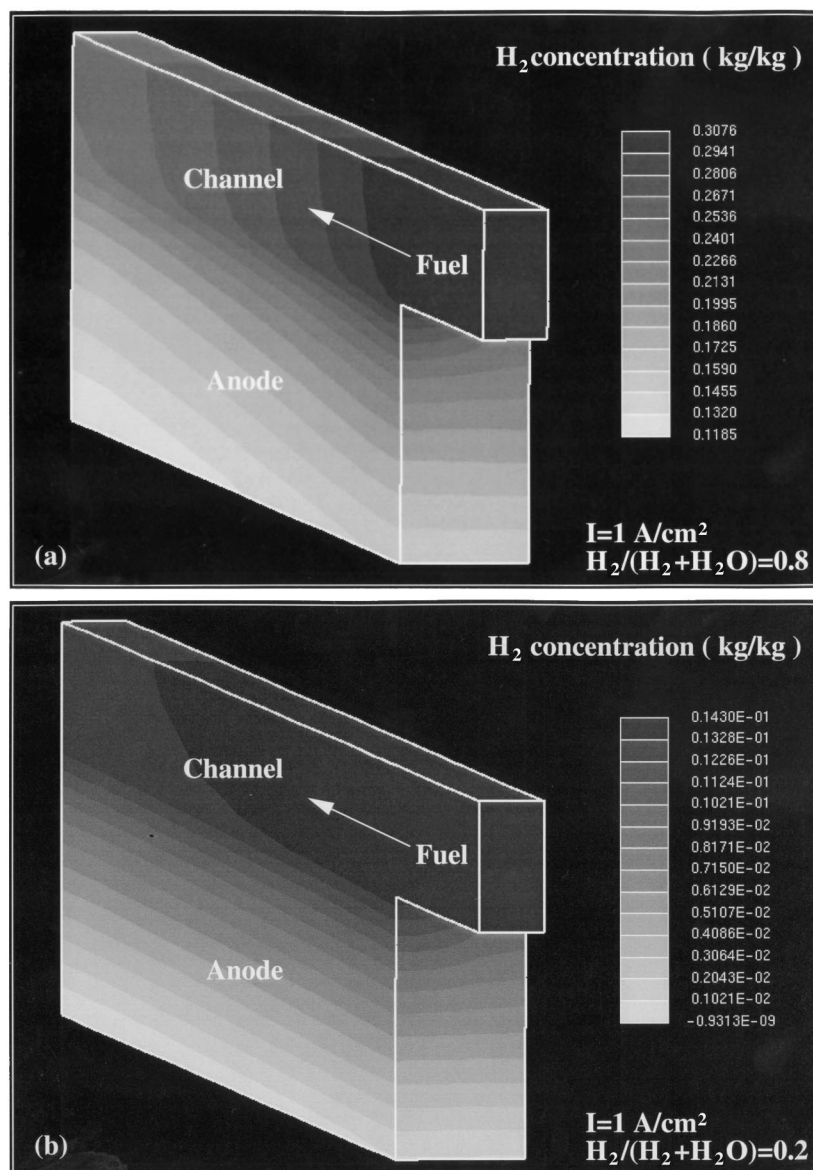 H₂ concentration ( kg/kg )
0.3076
0.2941
0.2806
0.2671
0.2536
0.2401
0.2266
0.2131
0.1995
0.1860
0.1725
0.1590
0.1455
0.1320
0.1185
Channel
Fuel
Anode
I=1 A/cm²
H₂/(H₂+H₂O)=0.8
(a)
H₂ concentration ( kg/kg )
0.1430E-01
0.1328E-01
0.1226E-01
0.1124E-01
0.1021E-01
0.9193E-02
0.8171E-02
0.7150E-02
0.6129E-02
0.5107E-02
0.4086E-02
0.3064E-02
0.2043E-02
0.1021E-02
-0.9313E-09
Channel
Fuel
Anode
I=1 A/cm²
H₂/(H₂+H₂O)=0.2
(b)